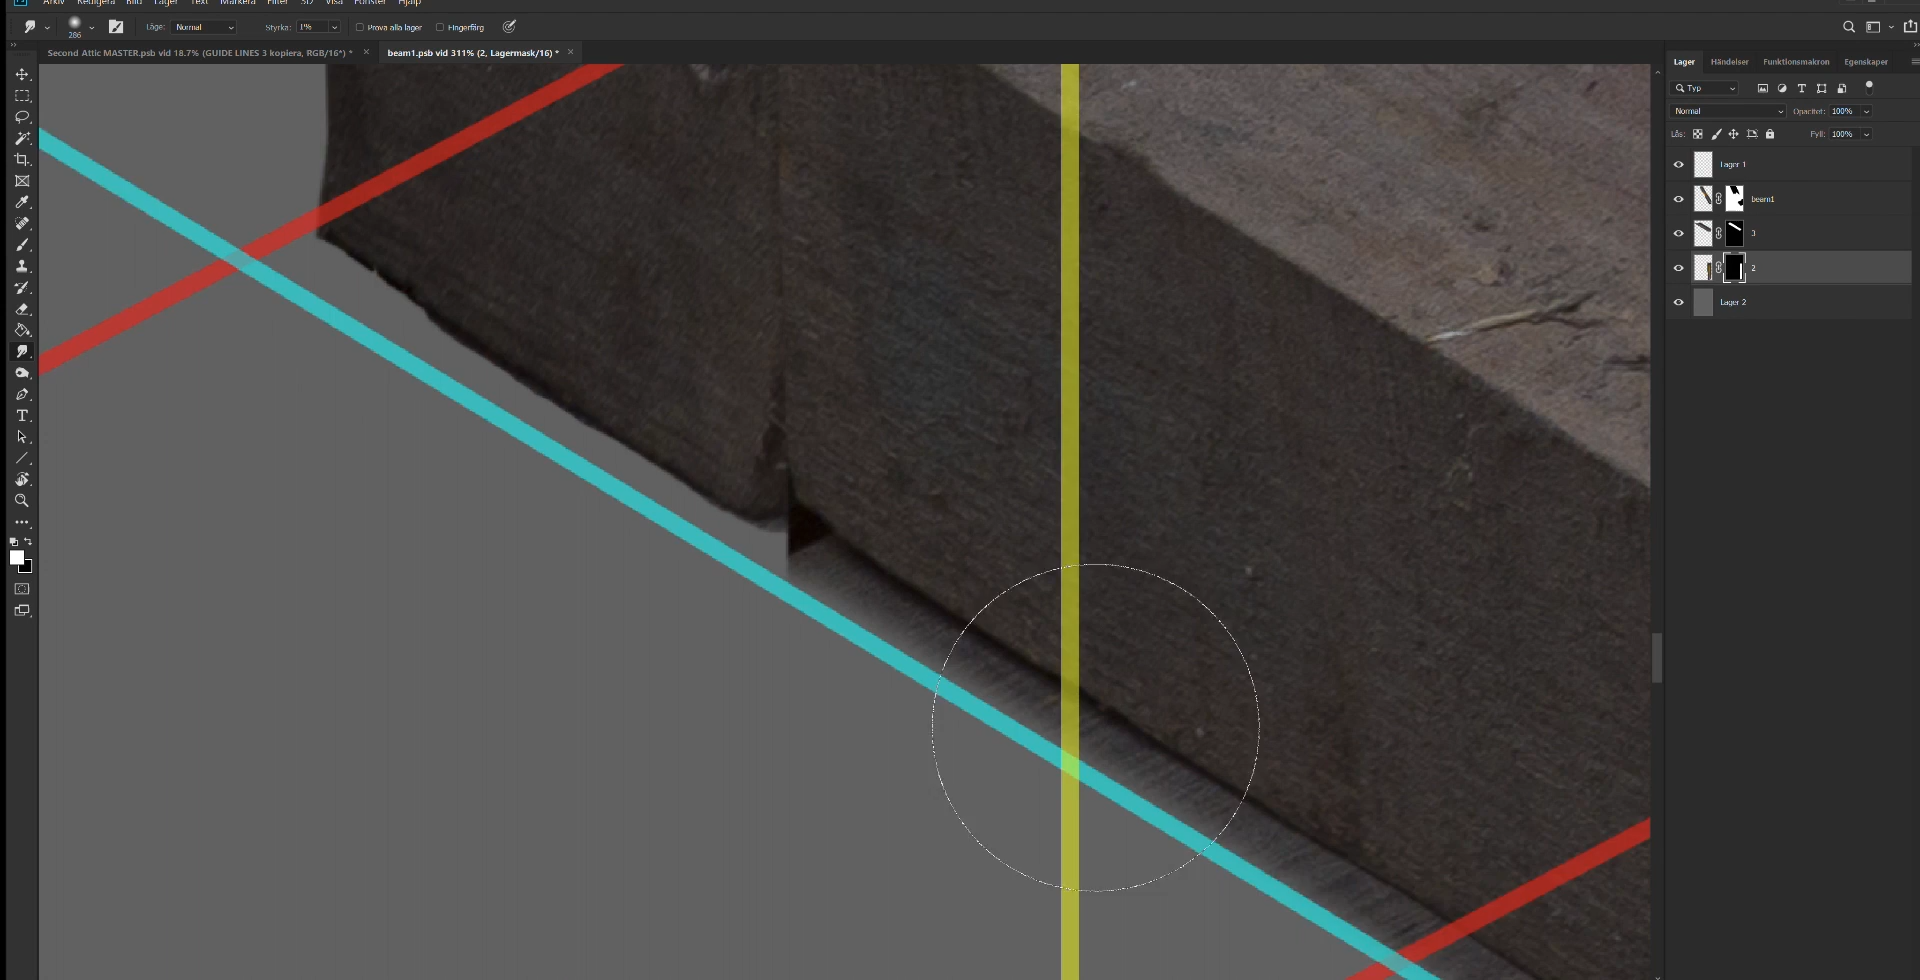 Arkiv Redigera Bild Lager Text Markera Filter 3D Visa Fönster Hjälp
286 Läge: Normal Styrka: 1% Prova alla lager Fingerfärg
Second Attic MASTER.psb vid 18.7% (GUIDE LINES 3 kopiera, RGB/16*) * × beam1.psb vid 311% (2, Lagermask/16) * ×
Lager Händelser Funktionsmakron Egenskaper
Typ
Normal Opacitet: 100%
Lås: Fyll: 100%
Lager 1
beam1
3
2
Lager 2